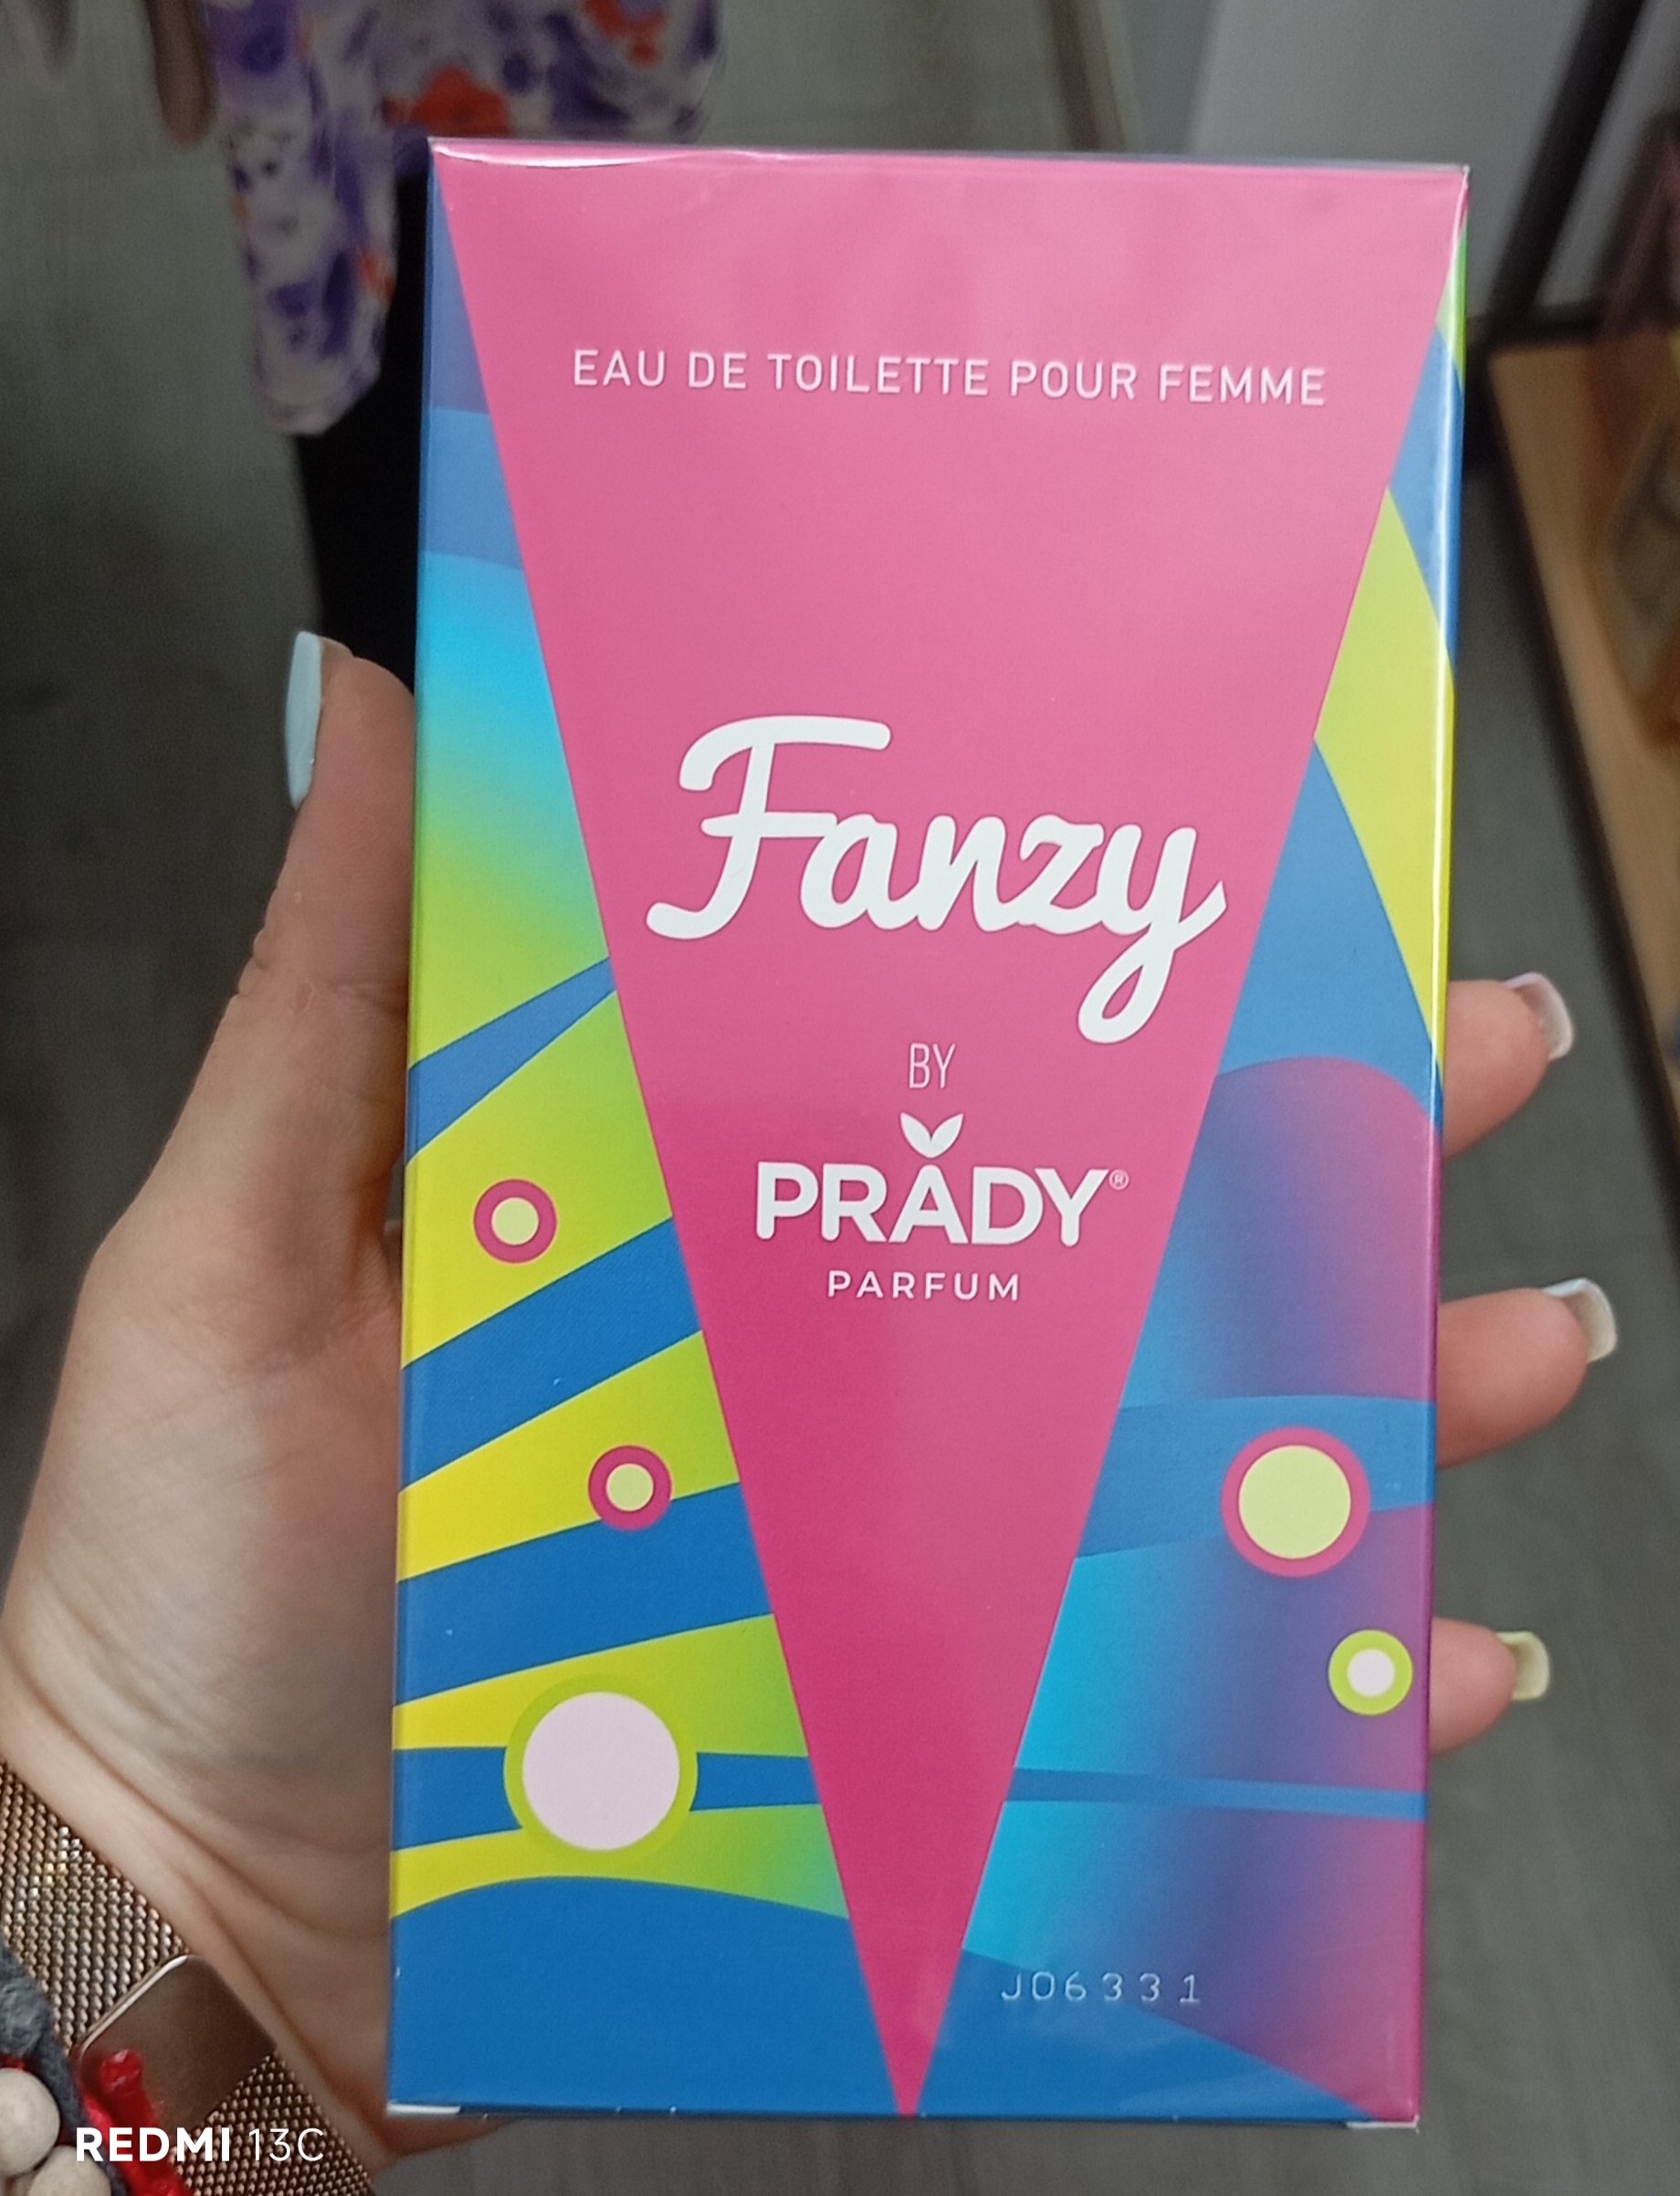 EAU DE TOILETTE POUR FEMME
Fanzy
BY
PRADY®
PARFUM
J06331
REDMI 13C